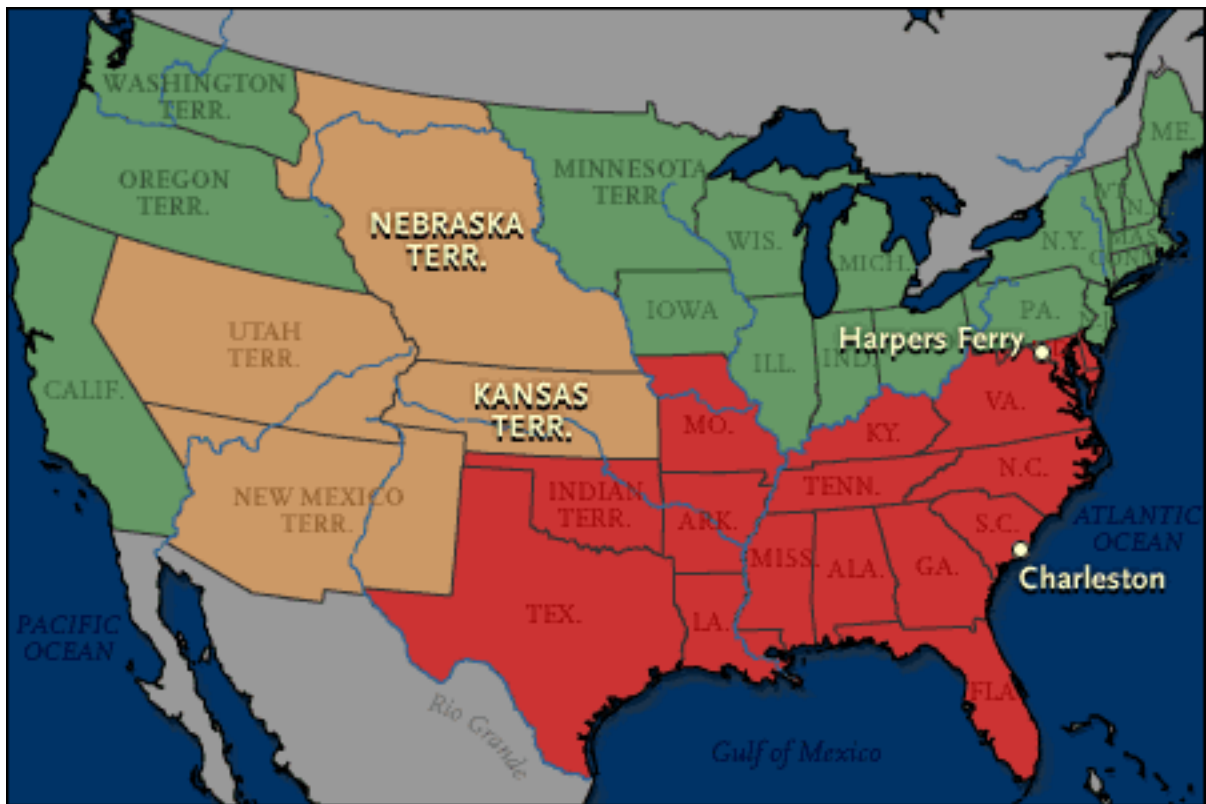 WASHINGTON
TERR.
OREGON
TERR.
NEBRASKA
TERR.
MINNESOTA
TERR.
WIS.
MICH.
ME.
VT.
N.H.
MAS.
CONN.
N.Y.
IOWA
PA.
N.J.
UTAH
TERR.
CALIF.
ILL.
IND.
Harpers Ferry
KANSAS
TERR.
MO.
KY.
VA.
NEW MEXICO
TERR.
INDIAN
TERR.
ARK.
TENN.
N.C.
S.C.
ATLANTIC
OCEAN
MISS.
ALA.
GA.
Charleston
TEX.
LA.
PACIFIC
OCEAN
FLA.
Rio Grande
Gulf of Mexico